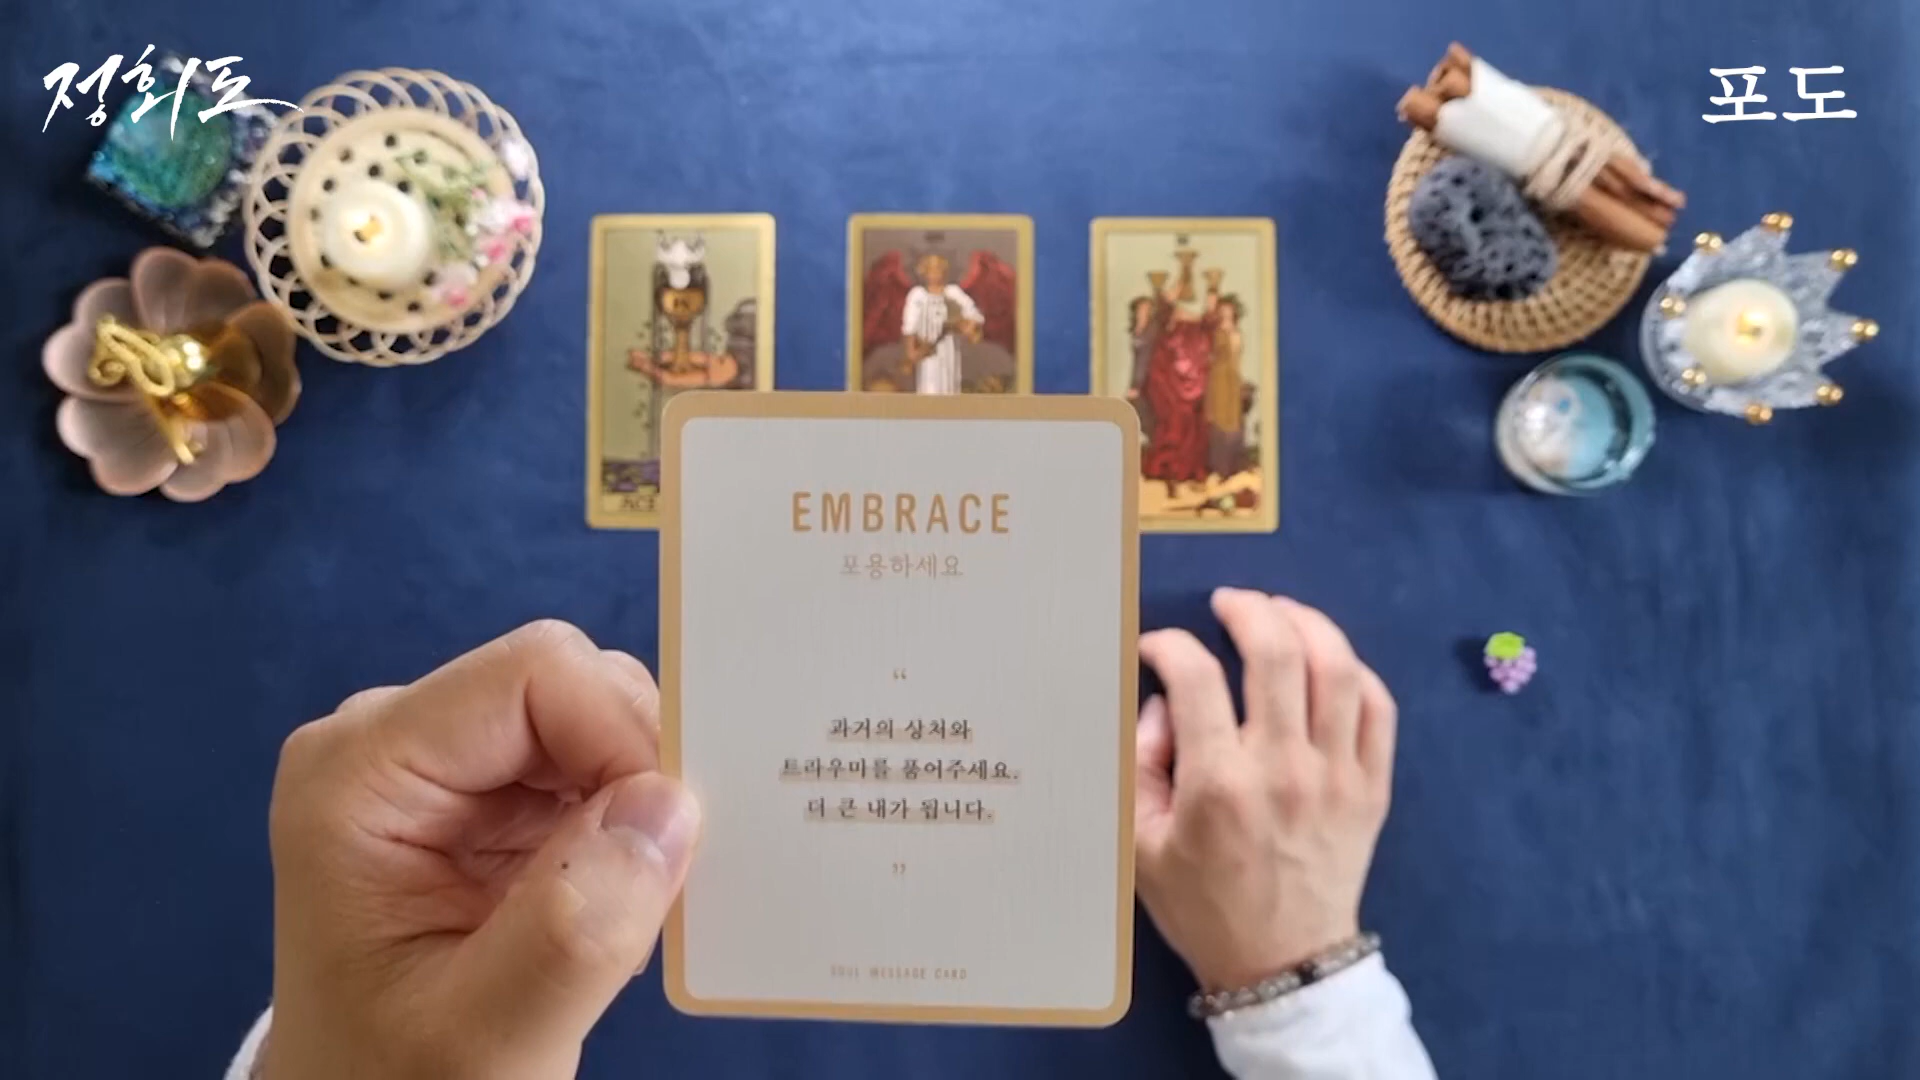 정회도
포도
EMBRACE
포용하세요
“
과거의 상처와
트라우마를 품어주세요.
더 큰 내가 됩니다.
”
SOUL MESSAGE CARD